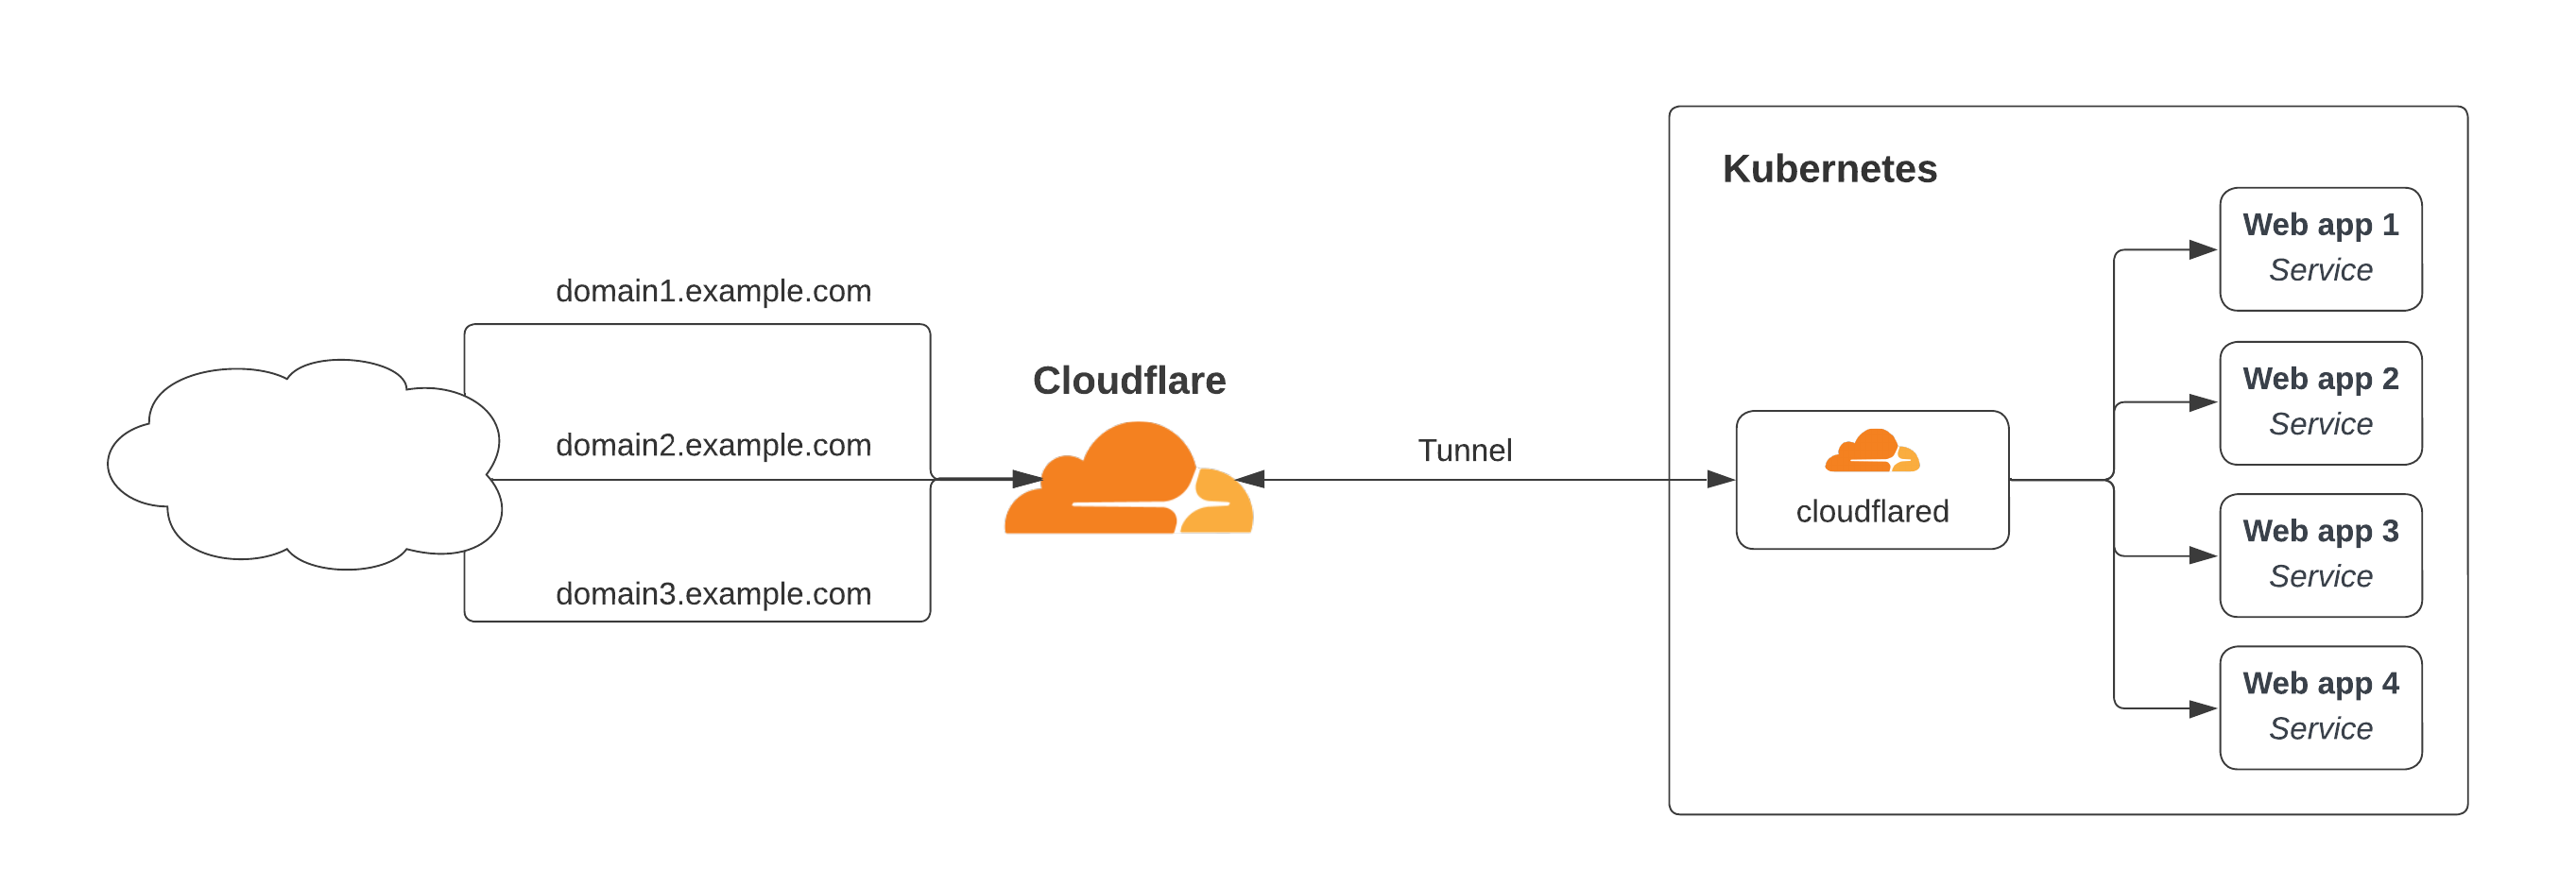 Kubernetes
Web app 1
Service
domain1.example.com
Web app 2
Service
Cloudflare
domain2.example.com
Tunnel
cloudflared
Web app 3
Service
domain3.example.com
Web app 4
Service